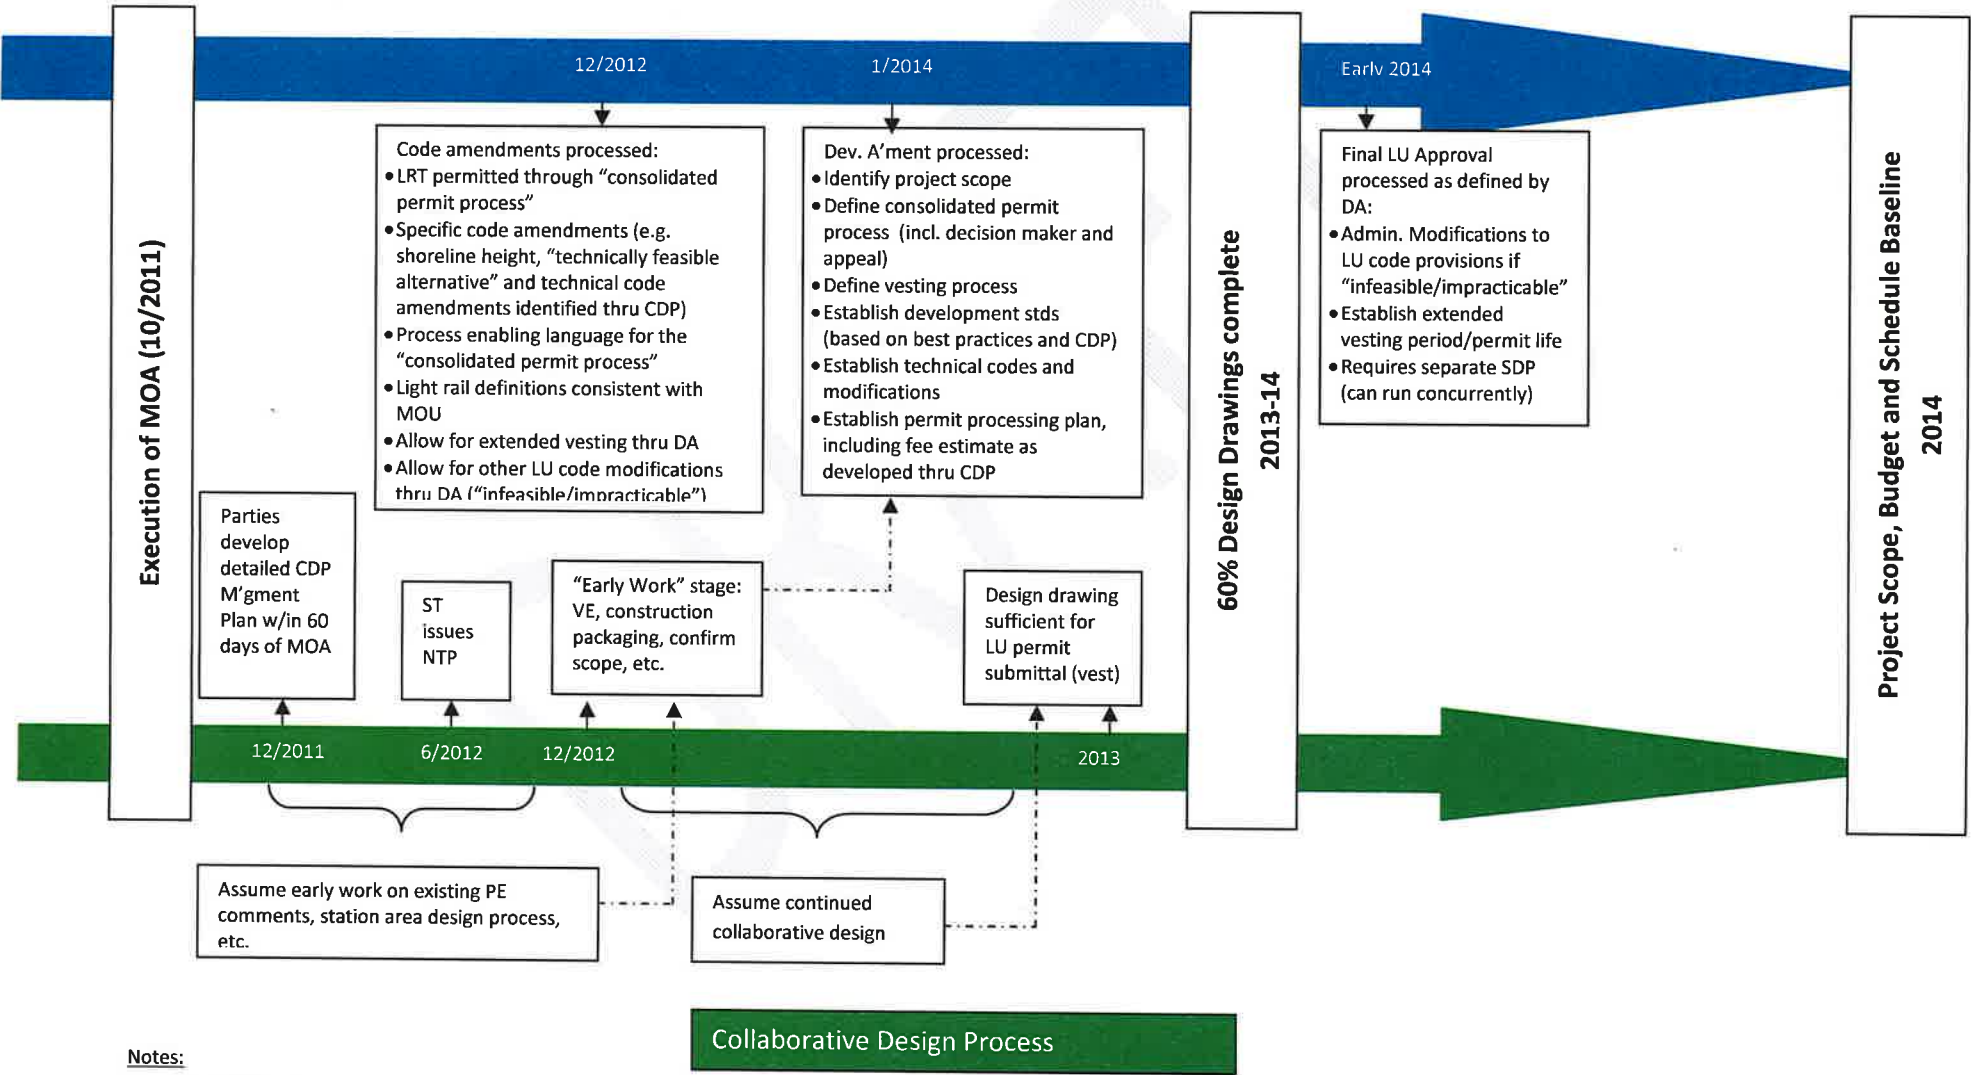 12/2012
1/2014
Early 2014
Execution of MOA (10/2011)
Code amendments processed:
• LRT permitted through “consolidated
permit process”
• Specific code amendments (e.g.
shoreline height, “technically feasible
alternative” and technical code
amendments identified thru CDP)
• Process enabling language for the
“consolidated permit process”
• Light rail definitions consistent with
MOU
• Allow for extended vesting thru DA
• Allow for other LU code modifications
thru DA (“infeasible/impracticable”)
Dev. A’ment processed:
• Identify project scope
• Define consolidated permit
process (incl. decision maker and
appeal)
• Define vesting process
• Establish development stds
(based on best practices and CDP)
• Establish technical codes and
modifications
• Establish permit processing plan,
including fee estimate as
developed thru CDP
60% Design Drawings complete
2013-14
Final LU Approval
processed as defined by
DA:
• Admin. Modifications to
LU code provisions if
“infeasible/impracticable”
• Establish extended
vesting period/permit life
• Requires separate SDP
(can run concurrently)
Project Scope, Budget and Schedule Baseline
2014
Parties
develop
detailed CDP
M’gment
Plan w/in 60
days of MOA
ST
issues
NTP
“Early Work” stage:
VE, construction
packaging, confirm
scope, etc.
Design drawing
sufficient for
LU permit
submittal (vest)
12/2011
6/2012
12/2012
2013
Assume early work on existing PE
comments, station area design process,
etc.
Assume continued
collaborative design
Collaborative Design Process
Notes: